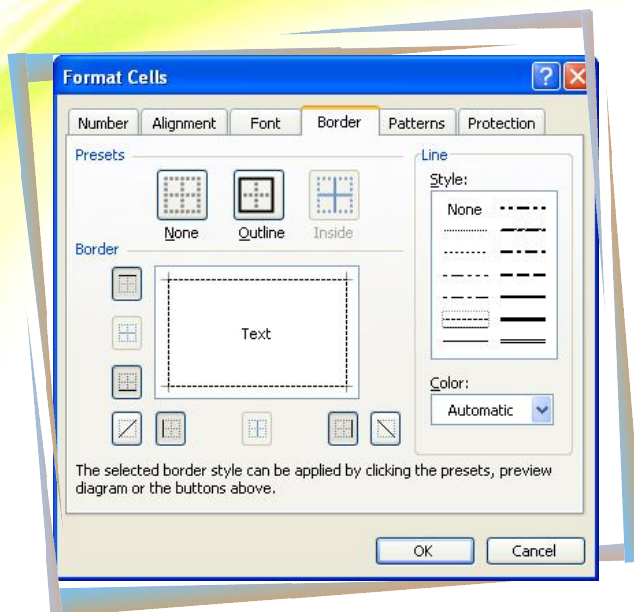 Format Cells
Number Alignment Font Border Patterns Protection
Presets
None Outline Inside
Border
Text
Line
Style:
None
Color:
Automatic
The selected border style can be applied by clicking the presets, preview
diagram or the buttons above.
OK Cancel